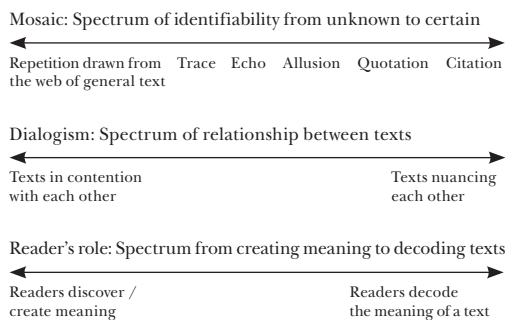 Mosaic: Spectrum of identifiability from unknown to certain
Repetition drawn from Trace Echo Allusion Quotation Citation
the web of general text
Dialogism: Spectrum of relationship between texts
Texts in contention Texts nuancing
with each other each other
Reader's role: Spectrum from creating meaning to decoding texts
Readers discover / Readers decode
create meaning the meaning of a text